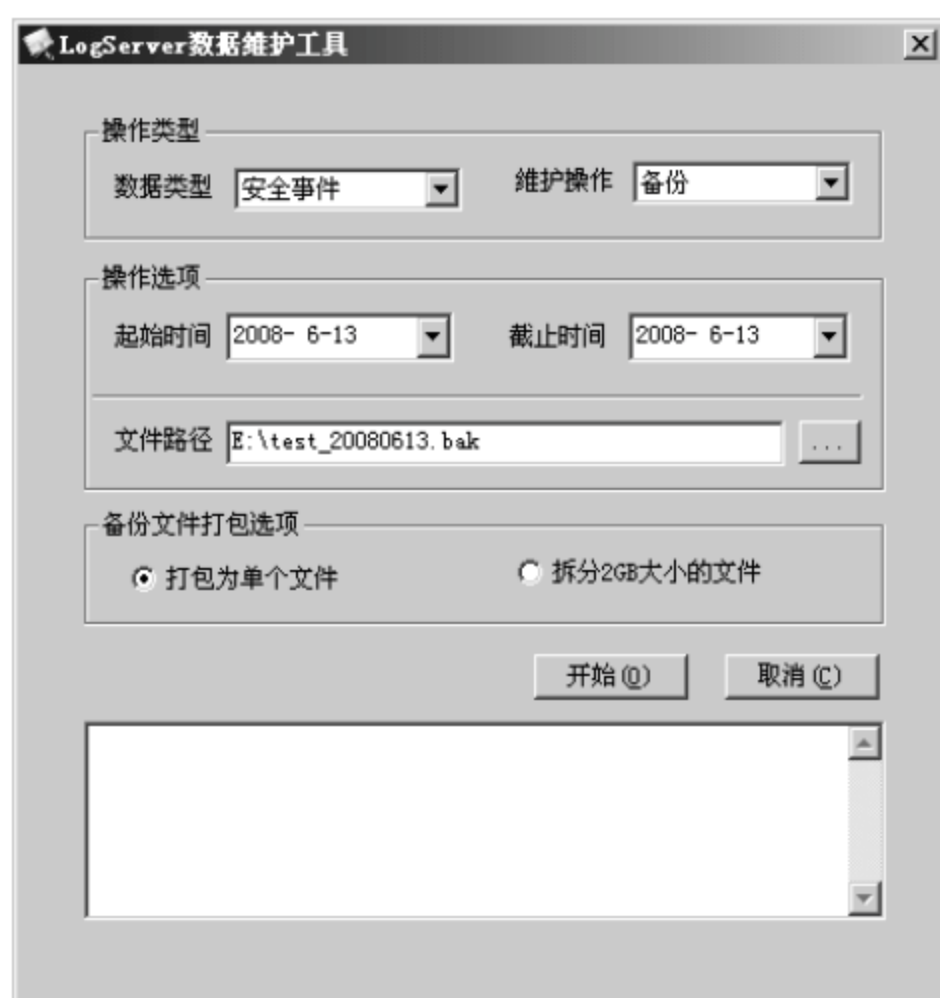 LogServer数据维护工具
操作类型
数据类型 安全事件 维护操作 备份
操作选项
起始时间 2008- 6-13 截止时间 2008- 6-13
文件路径 E:\test_20080613.bak ...
备份文件打包选项
打包为单个文件 拆分2GB大小的文件
开始(O) 取消(C)